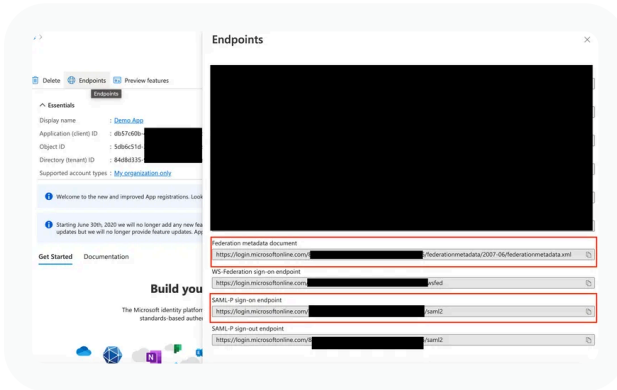 Endpoints
Delete
Endpoints
Preview features
Endpoints
Essentials
Display name : Demo App
Application (client) ID : db57c60b-
Object ID : 5db6c51d-
Directory (tenant) ID : 84d8d335-
Supported account types : My organization only
Welcome to the new and improved App registrations. Look
Starting June 30th, 2020 we will no longer add any new fea
updates but we will no longer provide feature updates. App
Get Started
Documentation
Build you
The Microsoft identity platform
standards-based auther
Federation metadata document
https://login.microsoftonline.com/ /federationmetadata/2007-06/federationmetadata.xml
WS-Federation sign-on endpoint
https://login.microsoftonline.com/ wsfed
SAML-P sign-on endpoint
https://login.microsoftonline.com/ /saml2
SAML-P sign-out endpoint
https://login.microsoftonline.com/8 /saml2